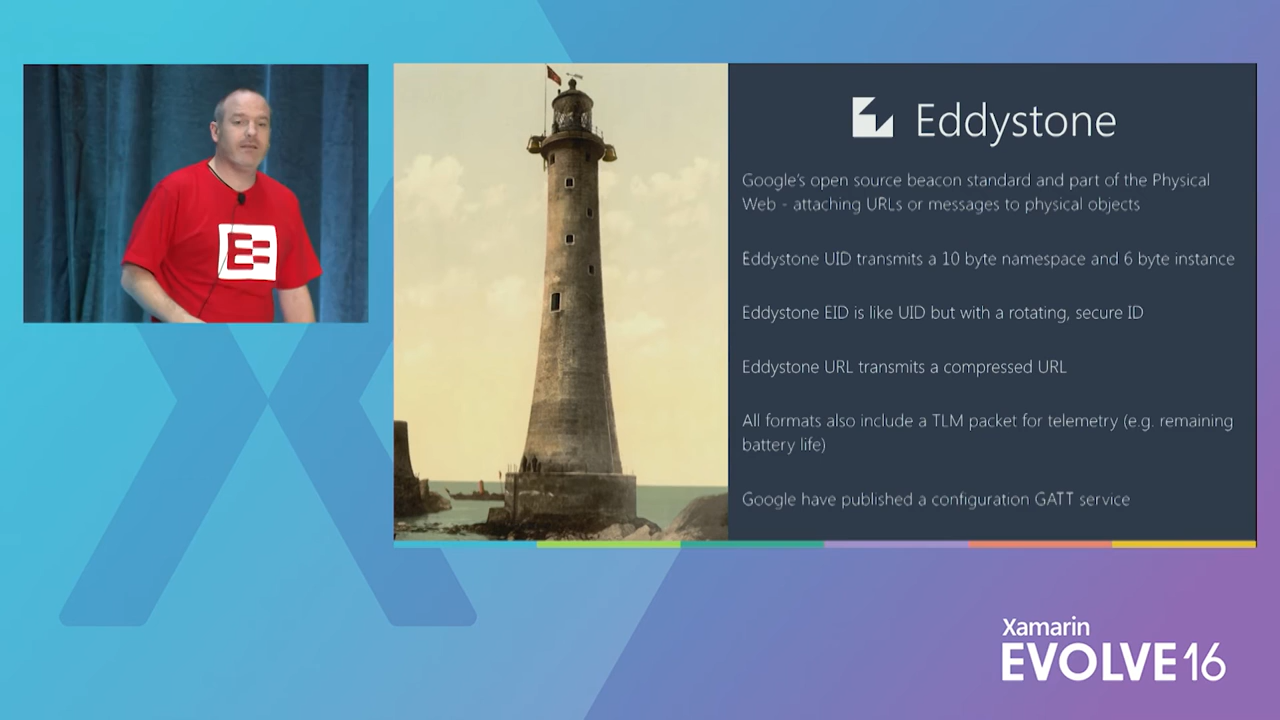 Eddystone
Google's open source beacon standard and part of the Physical
Web - attaching URLs or messages to physical objects
Eddystone UID transmits a 10 byte namespace and 6 byte instance
Eddystone EID is like UID but with a rotating, secure ID
Eddystone URL transmits a compressed URL
All formats also include a TLM packet for telemetry (e.g. remaining
battery life)
Google have published a configuration GATT service
Xamarin
EVOLVE 16